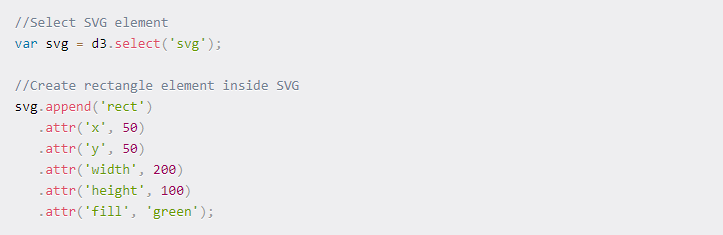 //Select SVG element
var svg = d3.select('svg');
//Create rectangle element inside SVG
svg.append('rect')
.attr('x', 50)
.attr('y', 50)
.attr('width', 200)
.attr('height', 100)
.attr('fill', 'green');